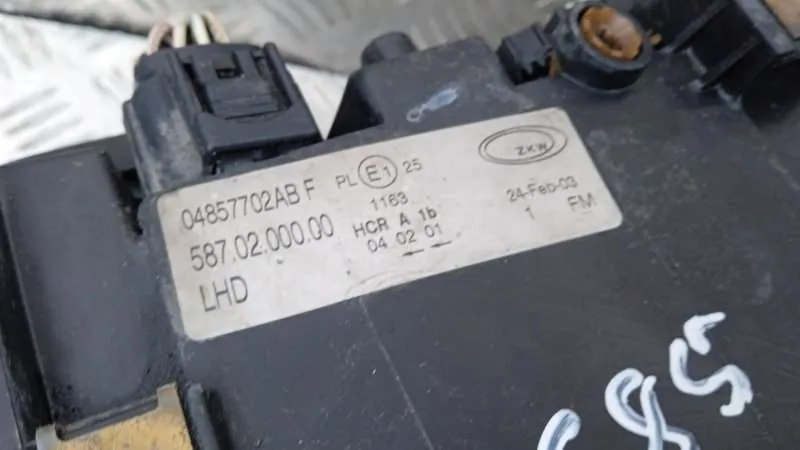 04857702AB F
587.02.000.00
LHD
PL E1 25
1163
HCR A 1b
04 02 01
ZKW
24-Feb-03
1 FM
685